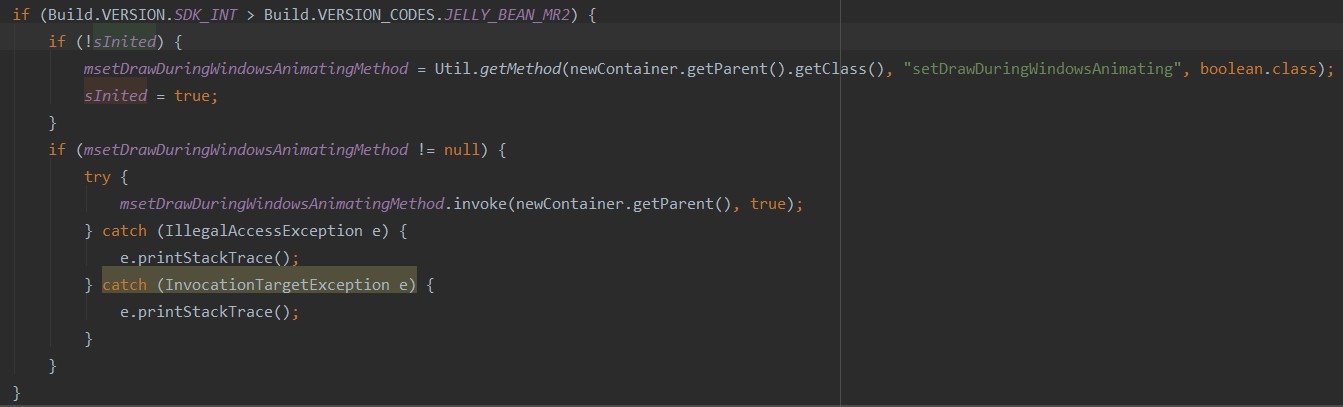 if (Build.VERSION.SDK_INT > Build.VERSION_CODES.JELLY_BEAN_MR2) {
    if (!sInited) {
        msetDrawDuringWindowsAnimatingMethod = Util.getMethod(newContainer.getParent().getClass(), "setDrawDuringWindowsAnimating", boolean.class);
        sInited = true;
    }
    if (msetDrawDuringWindowsAnimatingMethod != null) {
        try {
            msetDrawDuringWindowsAnimatingMethod.invoke(newContainer.getParent(), true);
        } catch (IllegalAccessException e) {
            e.printStackTrace();
        } catch (InvocationTargetException e) {
            e.printStackTrace();
        }
    }
}